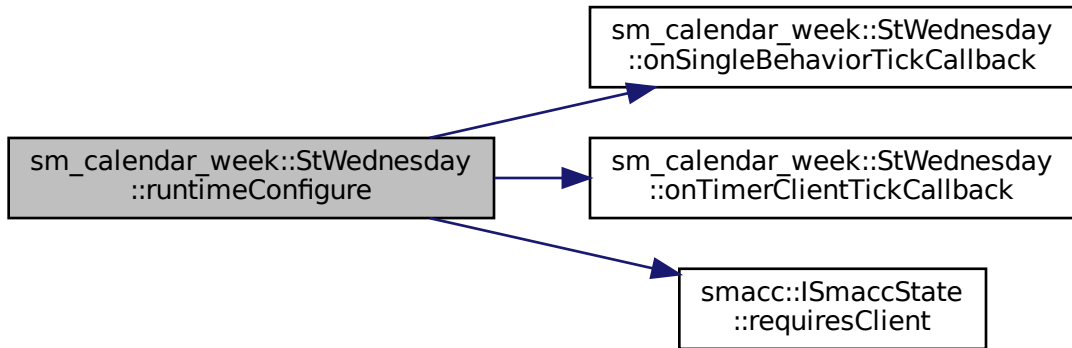 sm_calendar_week::StWednesday
::runtimeConfigure
sm_calendar_week::StWednesday
::onSingleBehaviorTickCallback
sm_calendar_week::StWednesday
::onTimerClientTickCallback
smacc::ISmaccState
::requiresClient